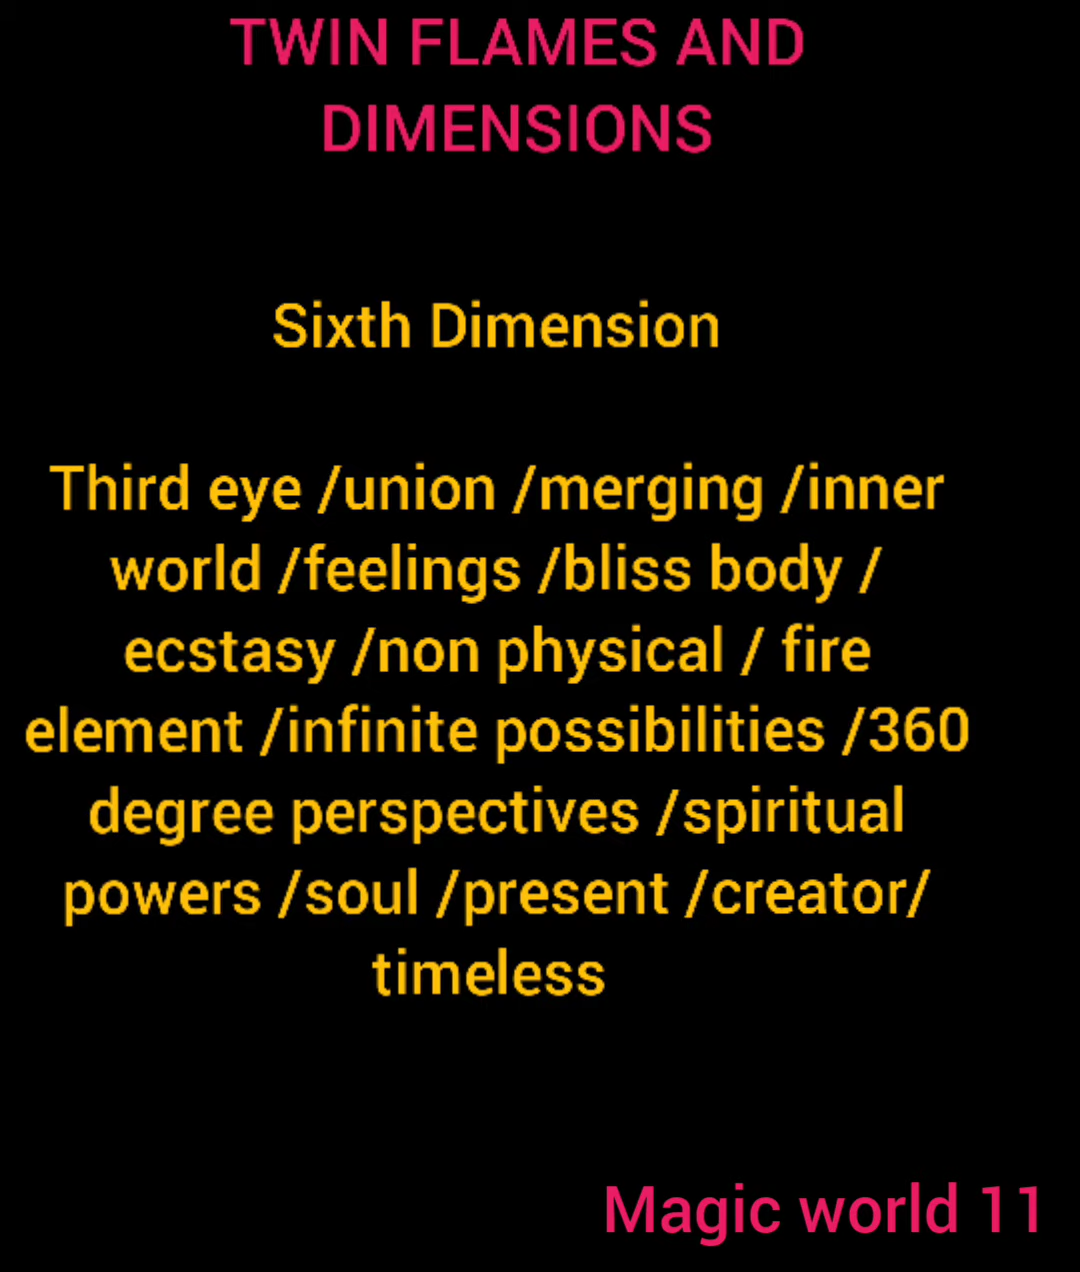 TWIN FLAMES AND
DIMENSIONS
Sixth Dimension
Third eye /union /merging /inner
world /feelings /bliss body /
ecstasy /non physical / fire
element /infinite possibilities /360
degree perspectives /spiritual
powers /soul /present /creator/
timeless
Magic world 11